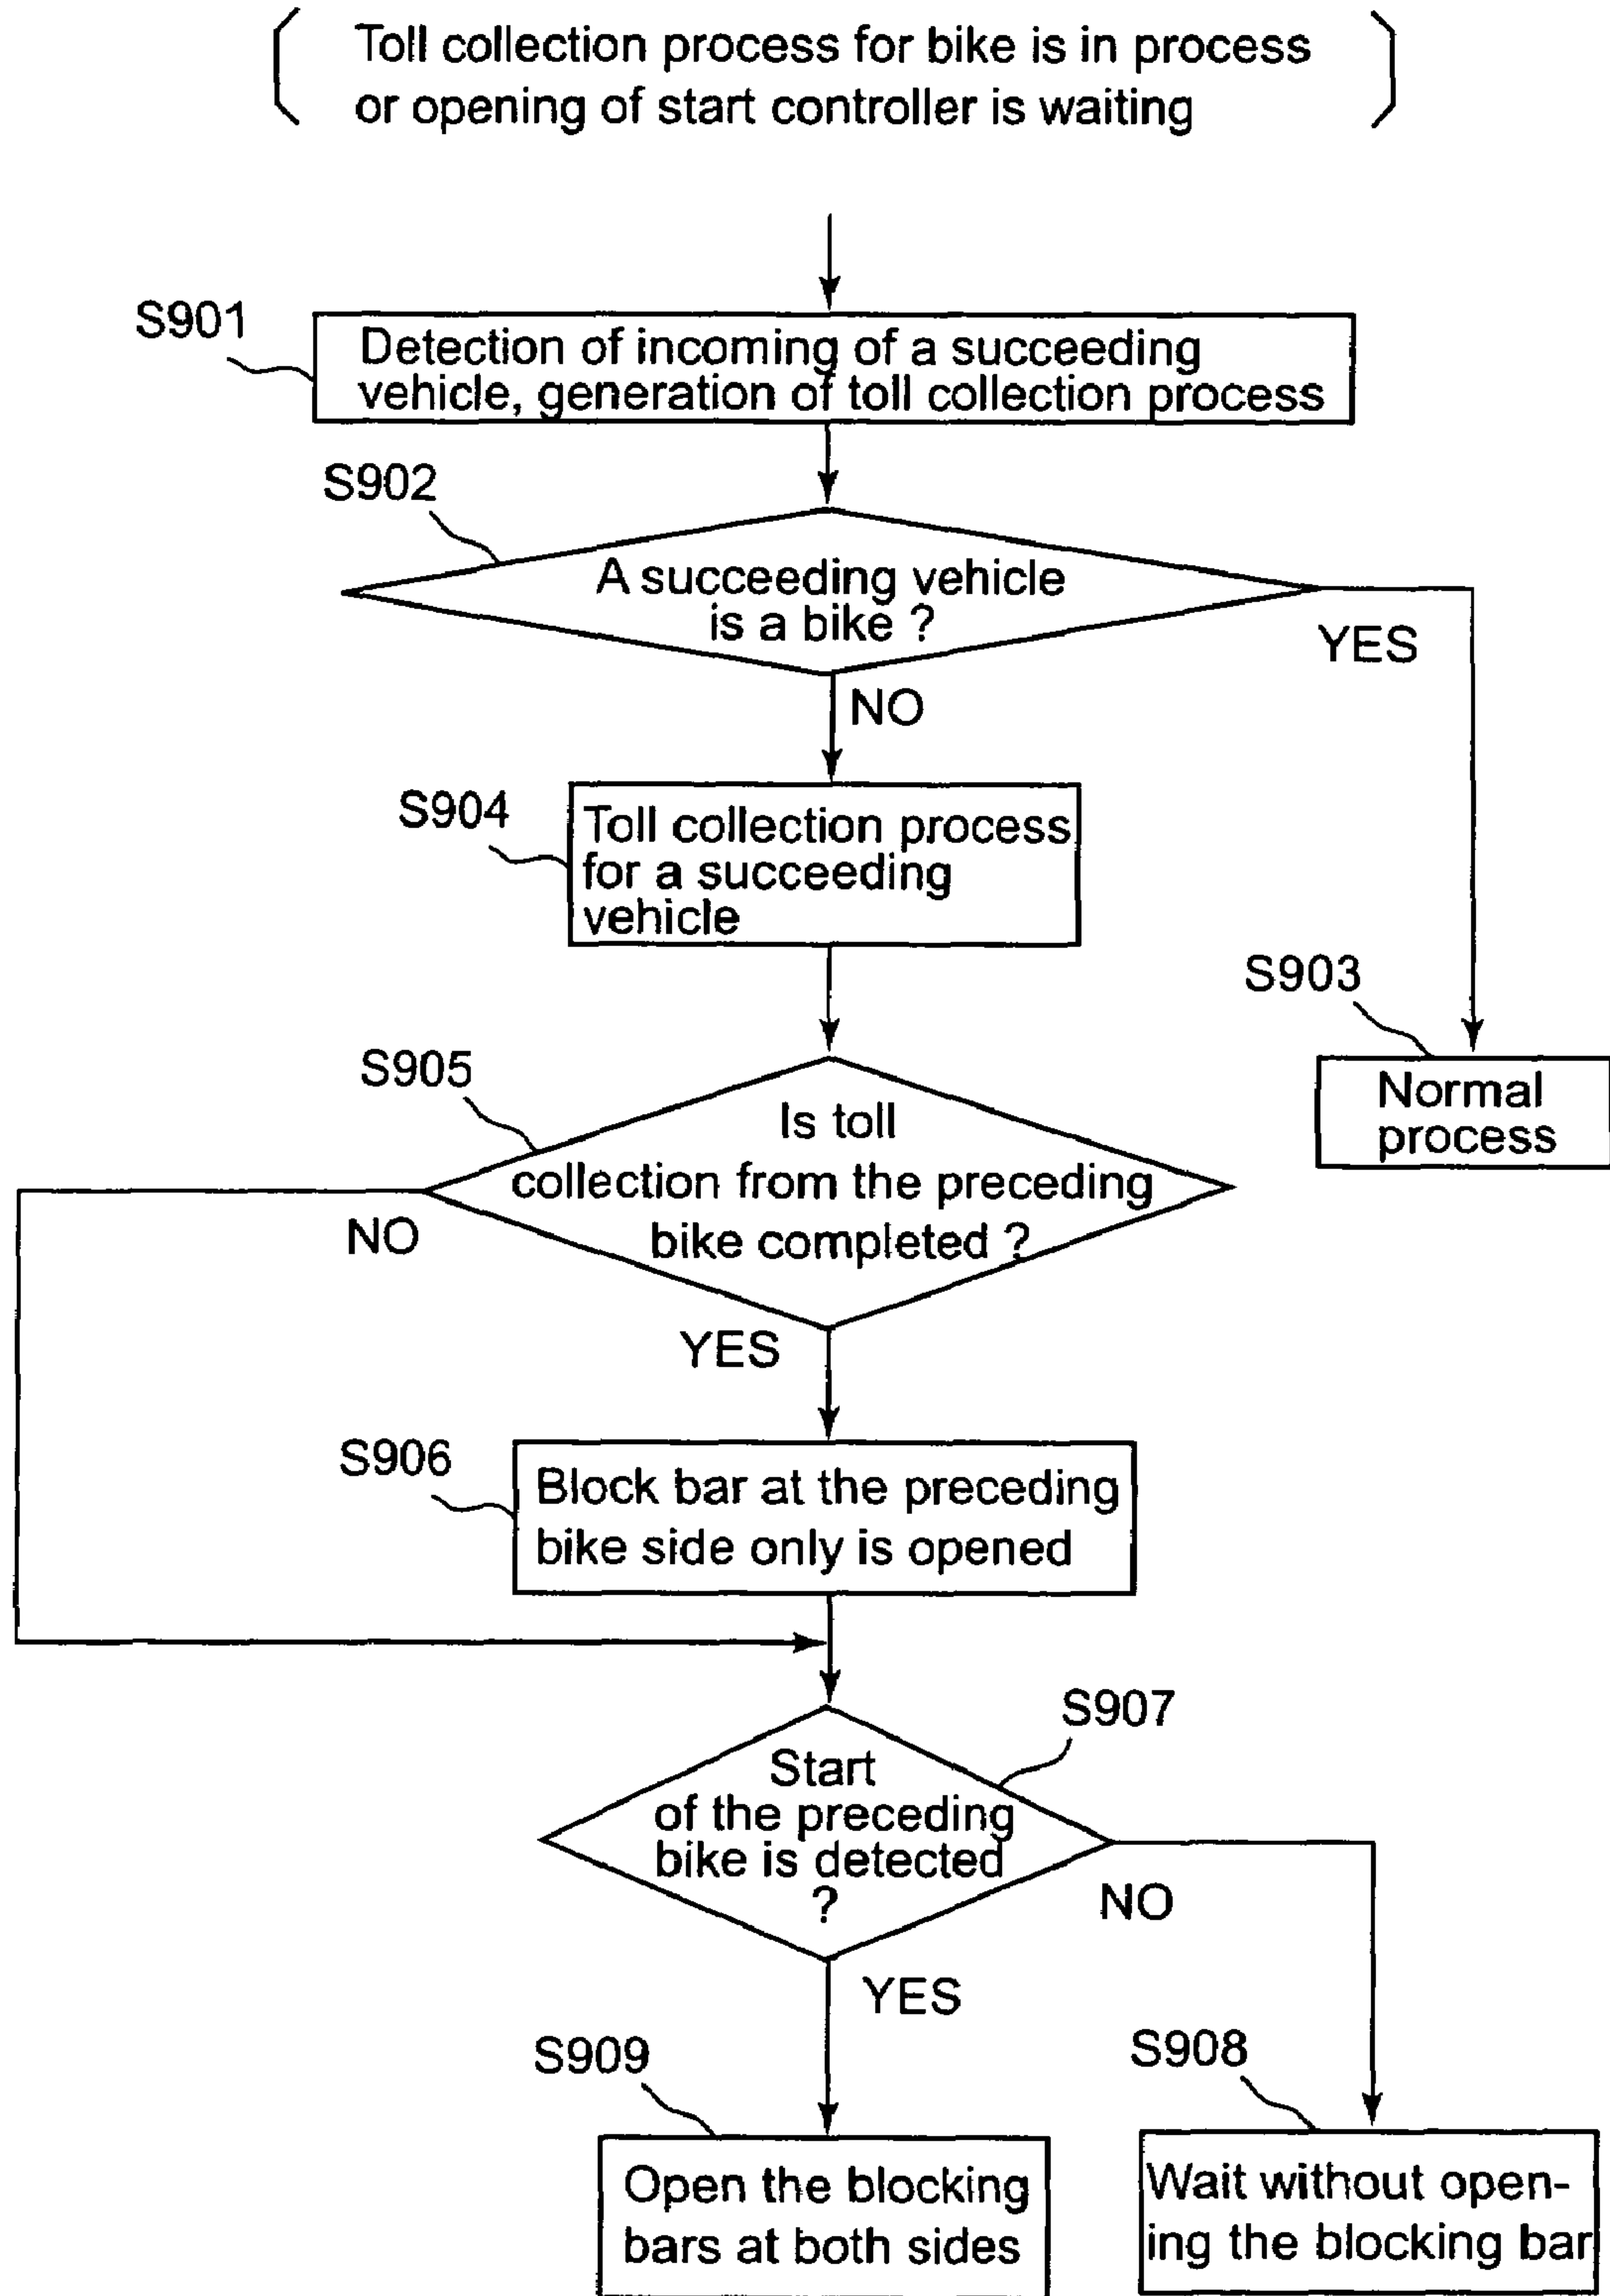 Toll collection process for bike is in process
or opening of start controller is waiting
S901
Detection of incoming of a succeeding
vehicle, generation of toll collection process
S902
A succeeding vehicle
is a bike ?
YES
NO
S904
Toll collection process
for a succeeding
vehicle
S903
Normal
process
S905
Is toll
collection from the preceding
bike completed ?
NO
YES
S906
Block bar at the preceding
bike side only is opened
S907
Start
of the preceding
bike is detected
?
NO
YES
S909
Open the blocking
bars at both sides
S908
Wait without open-
ing the blocking bar